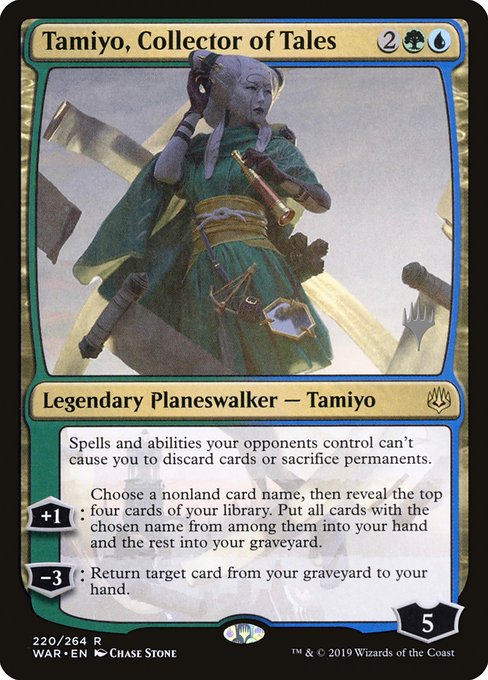 Tamiyo, Collector of Tales 2
Legendary Planeswalker — Tamiyo
Spells and abilities your opponents control can't
cause you to discard cards or sacrifice permanents.
Choose a nonland card name, then reveal the top
four cards of your library. Put all cards with the
+1: chosen name from among them into your hand
and the rest into your graveyard.
−3: Return target card from your graveyard to your
hand.
5
220/264 R
WAR • EN Chase Stone
™ & © 2019 Wizards of the Coast